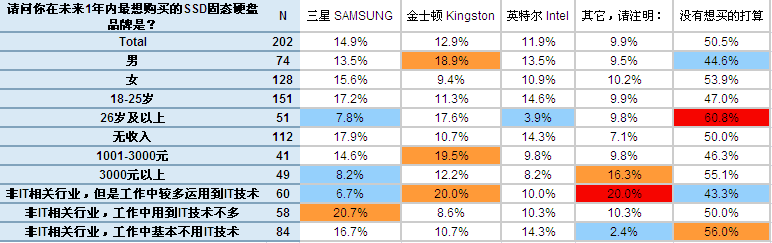 请问你在未来1年内最想购买的SSD固态硬盘品牌是？ N 三星 SAMSUNG 金士顿 Kingston 英特尔 Intel 其它，请注明： 没有想买的打算
Total 202 14.9% 12.9% 11.9% 9.9% 50.5%
男 74 13.5% 18.9% 13.5% 9.5% 44.6%
女 128 15.6% 9.4% 10.9% 10.2% 53.9%
18-25岁 151 17.2% 11.3% 14.6% 9.9% 47.0%
26岁及以上 51 7.8% 17.6% 3.9% 9.8% 60.8%
无收入 112 17.9% 10.7% 14.3% 7.1% 50.0%
1001-3000元 41 14.6% 19.5% 9.8% 9.8% 46.3%
3000元以上 49 8.2% 12.2% 8.2% 16.3% 55.1%
非IT相关行业，但是工作中较多运用到IT技术 60 6.7% 20.0% 10.0% 20.0% 43.3%
非IT相关行业，工作中用到IT技术不多 58 20.7% 8.6% 10.3% 10.3% 50.0%
非IT相关行业，工作中基本不用IT技术 84 16.7% 10.7% 14.3% 2.4% 56.0%